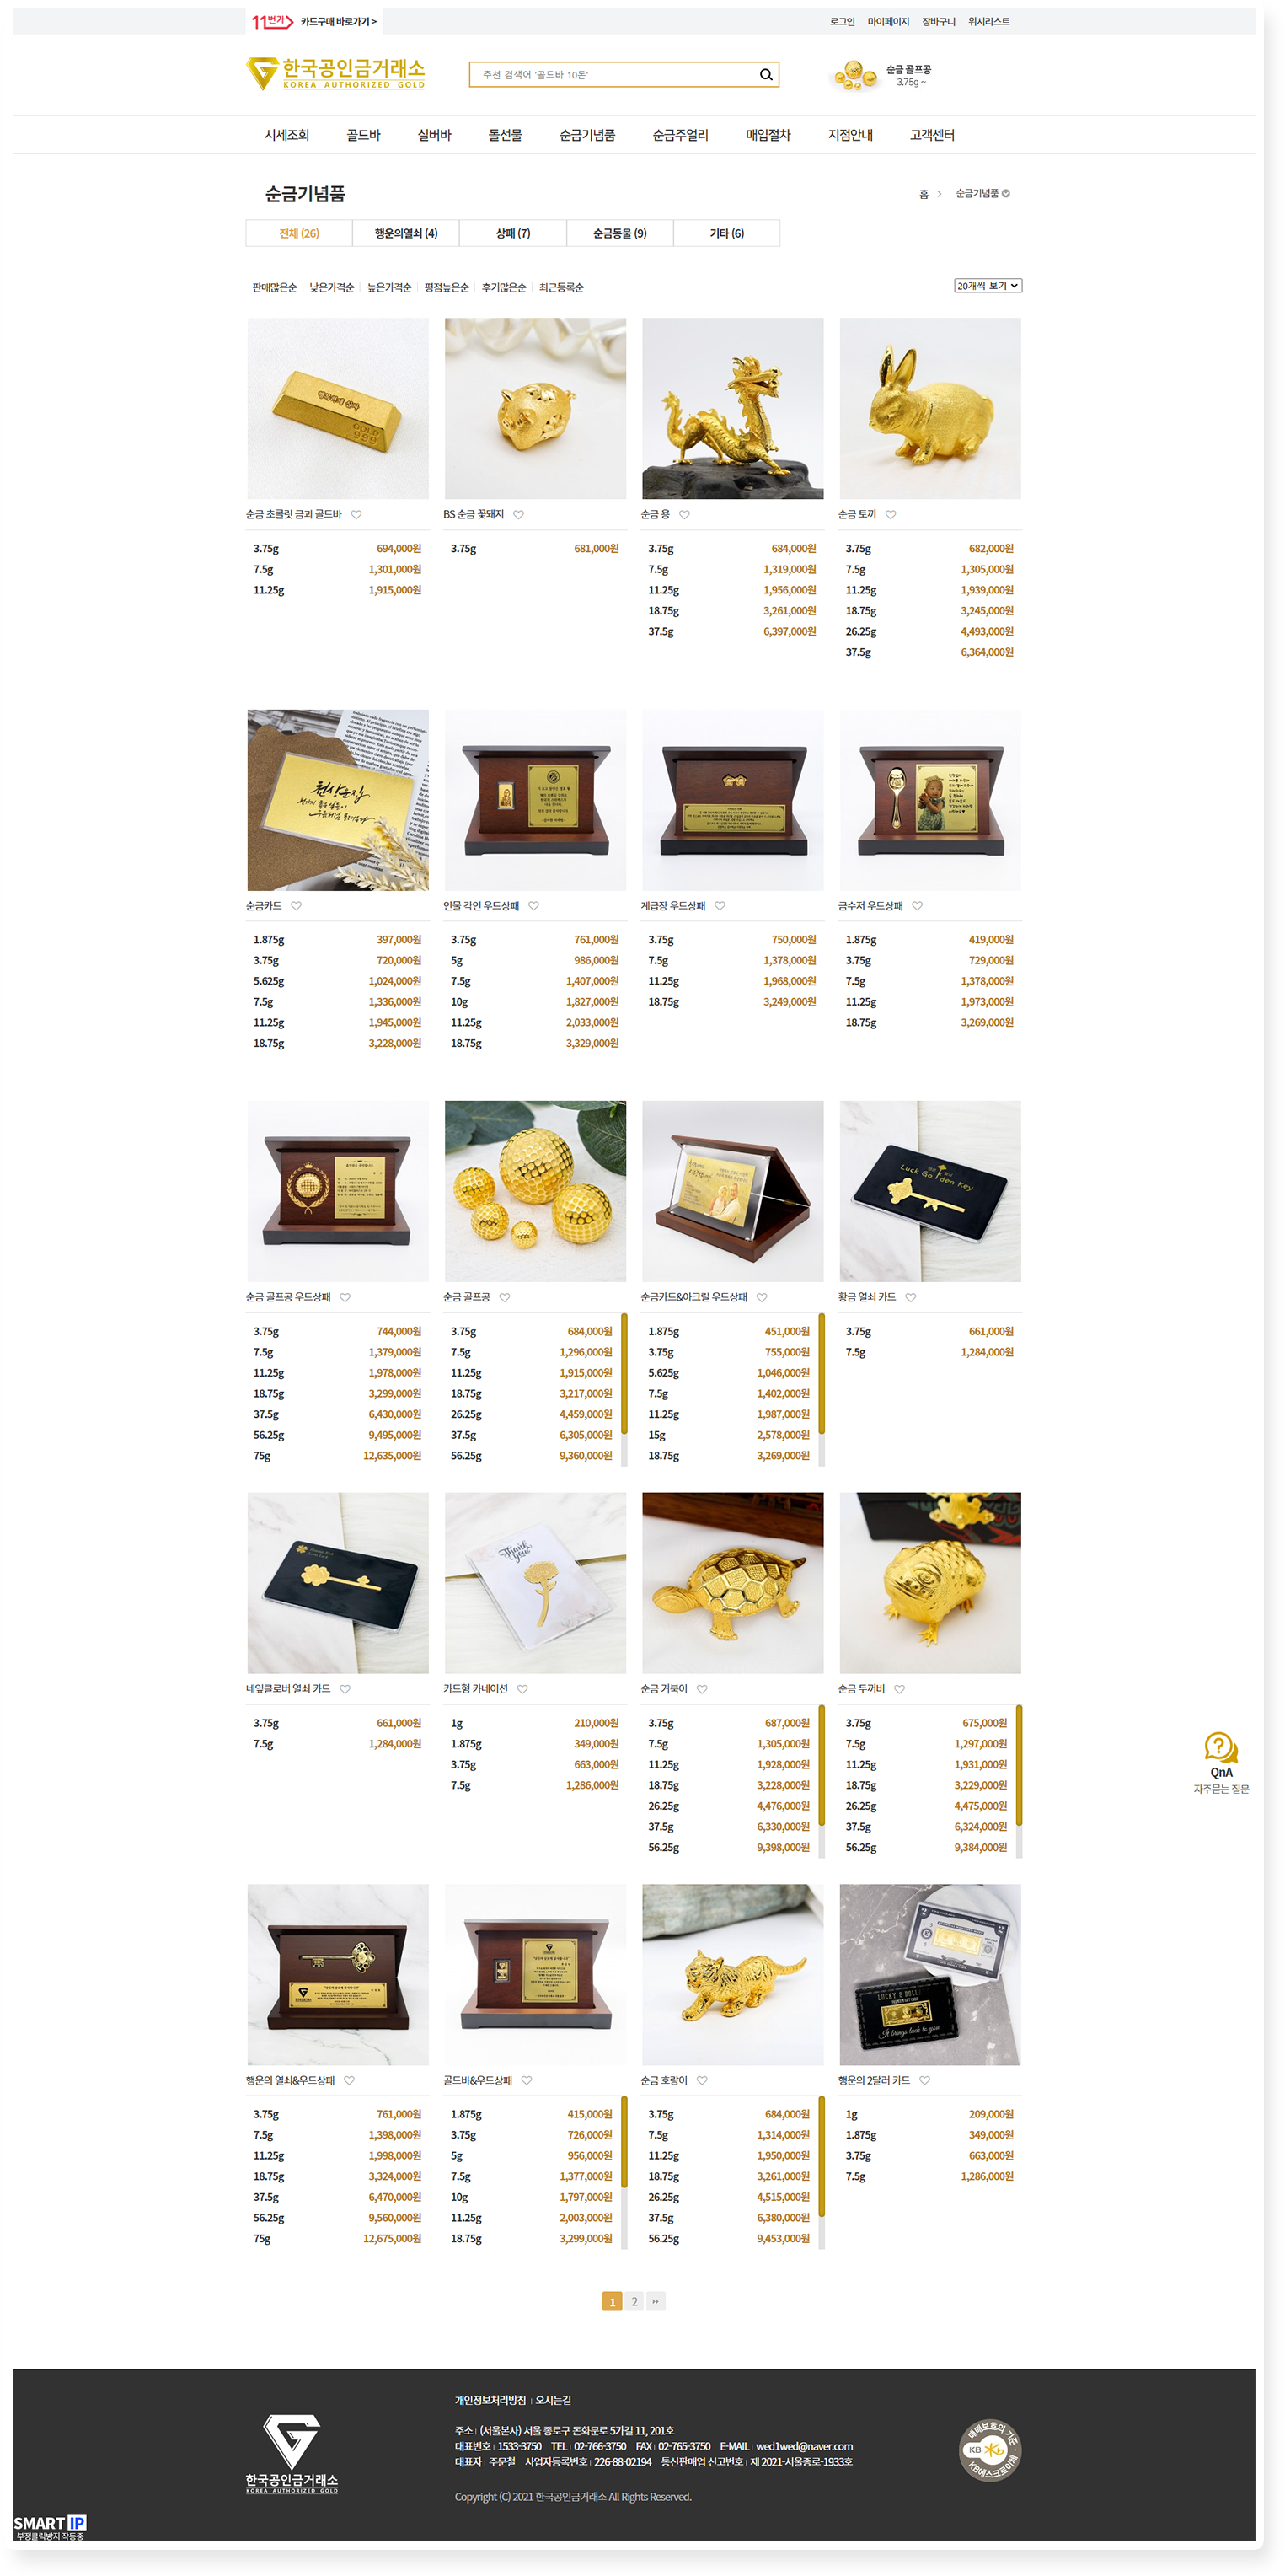 11번가 카드구매 바로가기 >
로그인 마이페이지 장바구니 위시리스트
한국공인금거래소
KOREA AUTHORIZED GOLD
추천 검색어 '골드바 10돈'
순금 골프공
3.75g ~
시세조회 골드바 실버바 돌선물 순금기념품 순금주얼리 매입절차 지점안내 고객센터
순금기념품
홈 > 순금기념품
전체 (26) 행운의열쇠 (4) 상패 (7) 순금동물 (9) 기타 (6)
판매많은순 낮은가격순 높은가격순 평점높은순 후기많은순 최근등록순
20개씩 보기
GOLD
999
순금 초콜릿 금괴 골드바
3.75g 694,000원
7.5g 1,301,000원
11.25g 1,915,000원
BS 순금 꽃돼지
3.75g 681,000원
순금 용
3.75g 684,000원
7.5g 1,319,000원
11.25g 1,956,000원
18.75g 3,261,000원
37.5g 6,397,000원
순금 토끼
3.75g 682,000원
7.5g 1,305,000원
11.25g 1,939,000원
18.75g 3,245,000원
26.25g 4,493,000원
37.5g 6,364,000원
순금카드
1.875g 397,000원
3.75g 720,000원
5.625g 1,024,000원
7.5g 1,336,000원
11.25g 1,945,000원
18.75g 3,228,000원
인물 각인 우드상패
3.75g 761,000원
5g 986,000원
7.5g 1,407,000원
10g 1,827,000원
11.25g 2,033,000원
18.75g 3,329,000원
계급장 우드상패
3.75g 750,000원
7.5g 1,378,000원
11.25g 1,968,000원
18.75g 3,249,000원
금수저 우드상패
1.875g 419,000원
3.75g 729,000원
7.5g 1,378,000원
11.25g 1,973,000원
18.75g 3,269,000원
순금 골프공 우드상패
3.75g 744,000원
7.5g 1,379,000원
11.25g 1,978,000원
18.75g 3,299,000원
37.5g 6,430,000원
56.25g 9,495,000원
75g 12,635,000원
순금 골프공
3.75g 684,000원
7.5g 1,296,000원
11.25g 1,915,000원
18.75g 3,217,000원
26.25g 4,459,000원
37.5g 6,305,000원
56.25g 9,360,000원
순금카드&아크릴 우드상패
1.875g 451,000원
3.75g 755,000원
5.625g 1,046,000원
7.5g 1,402,000원
11.25g 1,987,000원
15g 2,578,000원
18.75g 3,269,000원
Luck Golden Key
황금 열쇠 카드
3.75g 661,000원
7.5g 1,284,000원
네잎클로버 열쇠 카드
3.75g 661,000원
7.5g 1,284,000원
Thank you
카드형 카네이션
1g 210,000원
1.875g 349,000원
3.75g 663,000원
7.5g 1,286,000원
순금 거북이
3.75g 687,000원
7.5g 1,305,000원
11.25g 1,928,000원
18.75g 3,228,000원
26.25g 4,476,000원
37.5g 6,330,000원
56.25g 9,398,000원
순금 두꺼비
3.75g 675,000원
7.5g 1,297,000원
11.25g 1,931,000원
18.75g 3,229,000원
26.25g 4,475,000원
37.5g 6,324,000원
56.25g 9,384,000원
QnA
자주묻는 질문
행운의 열쇠&우드상패
3.75g 761,000원
7.5g 1,398,000원
11.25g 1,998,000원
18.75g 3,324,000원
37.5g 6,470,000원
56.25g 9,560,000원
75g 12,675,000원
골드바&우드상패
1.875g 415,000원
3.75g 726,000원
5g 956,000원
7.5g 1,377,000원
10g 1,797,000원
11.25g 2,003,000원
18.75g 3,299,000원
순금 호랑이
3.75g 684,000원
7.5g 1,314,000원
11.25g 1,950,000원
18.75g 3,261,000원
26.25g 4,515,000원
37.5g 6,380,000원
56.25g 9,453,000원
It brings luck to you
행운의 2달러 카드
1g 209,000원
1.875g 349,000원
3.75g 663,000원
7.5g 1,286,000원
1 2
개인정보처리방침 | 오시는길
주소 | (서울본사) 서울 종로구 돈화문로 5가길 11, 201호
대표번호 | 1533-3750 TEL | 02-766-3750 FAX | 02-765-3750 E-MAIL | wed1wed@naver.com
대표자 | 주문철 사업자등록번호 | 226-88-02194 통신판매업 신고번호 | 제 2021-서울종로-1933호
Copyright (C) 2021 한국공인금거래소 All Rights Reserved.
한국공인금거래소
KOREA AUTHORIZED GOLD
매매보호의 기준
KB
KB에스크로이체
SMART IP
부정클릭방지 작동중